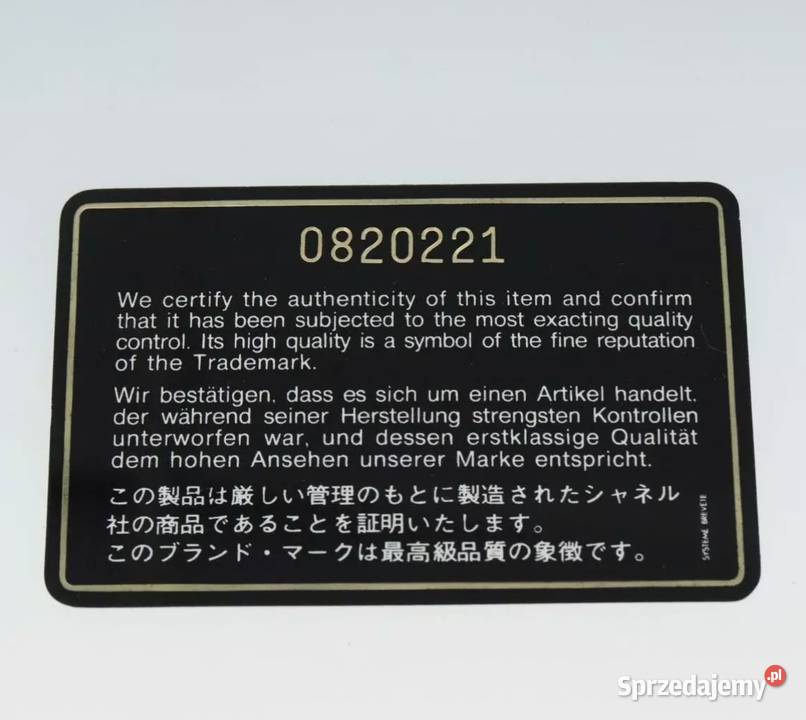 0820221
We certify the authenticity of this item and confirm
that it has been subjected to the most exacting quality
control. Its high quality is a symbol of the fine reputation
of the Trademark.
Wir bestätigen, dass es sich um einen Artikel handelt.
der während seiner Herstellung strengsten Kontrollen
unterworfen war, und dessen erstklassige Qualität
dem hohen Ansehen unserer Marke entspricht.
この製品は厳しい管理のもとに製造されたシャネル
社の商品であることを証明いたします。
このブランド・マークは最高級品質の象徴です。
SYSTEME BREVETE
Sprzedajemy.pl